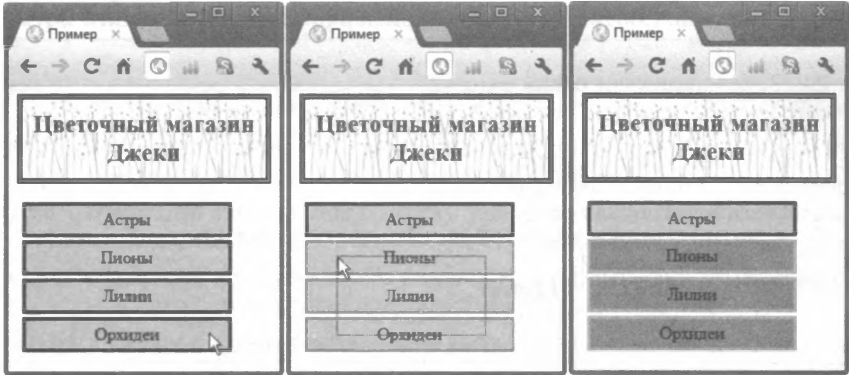 Пример
Цветочный магазин
Джеки
Астры
Пионы
Лилии
Орхидеи
Пример
Цветочный магазин
Джеки
Астры
Пионы
Лилии
Орхидеи
Пример
Цветочный магазин
Джеки
Астры
Пионы
Лилии
Орхидеи